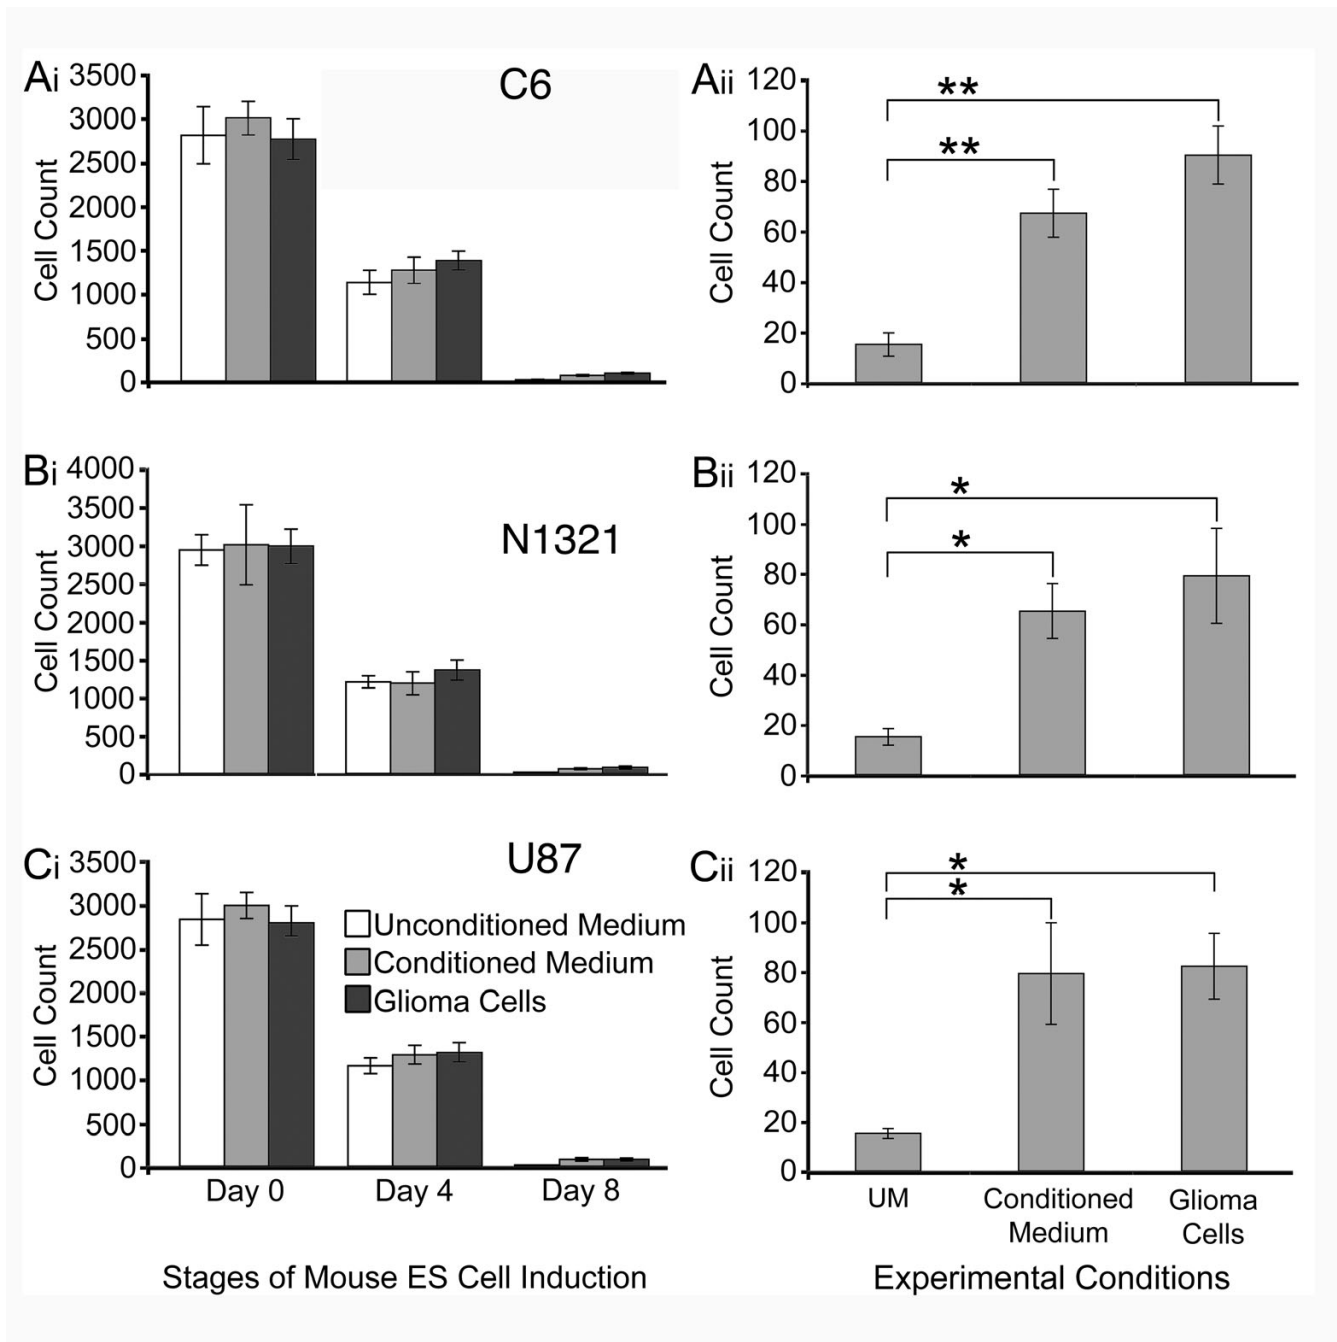 Ai
C6
3500
3000
2500
2000
1500
1000
500
0
Cell Count
Aii
120
100
80
60
40
20
0
Cell Count
**
**
Bi
N1321
4000
3500
3000
2500
2000
1500
1000
500
0
Cell Count
Bii
120
100
80
60
40
20
0
Cell Count
*
*
Ci
U87
3500
3000
2500
2000
1500
1000
500
0
Cell Count
Unconditioned Medium
Conditioned Medium
Glioma Cells
Day 0 Day 4 Day 8
Stages of Mouse ES Cell Induction
Cii
120
100
80
60
40
20
0
Cell Count
*
*
UM
Conditioned
Medium
Glioma
Cells
Experimental Conditions